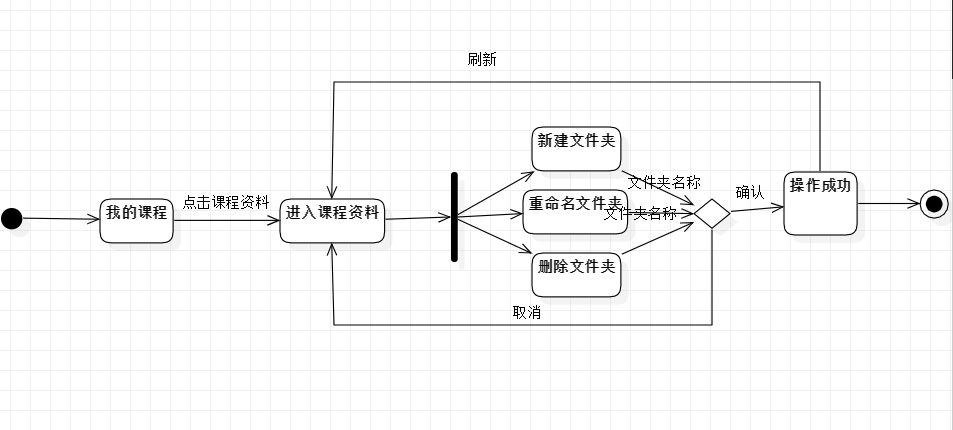 刷新
新建文件夹
文件夹名称
点击课程资料
确认
操作成功
我的课程
进入课程资料
重命名文件夹
文件夹名称
删除文件夹
取消